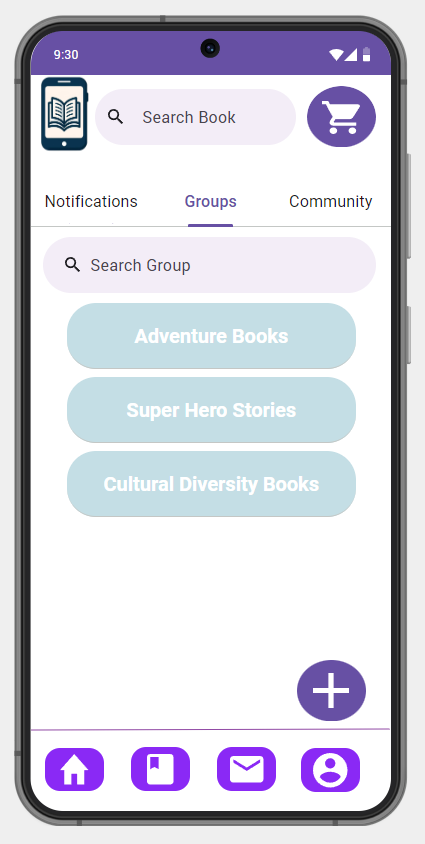 9:30
Search Book
Notifications Groups Community
Search Group
Adventure Books
Super Hero Stories
Cultural Diversity Books